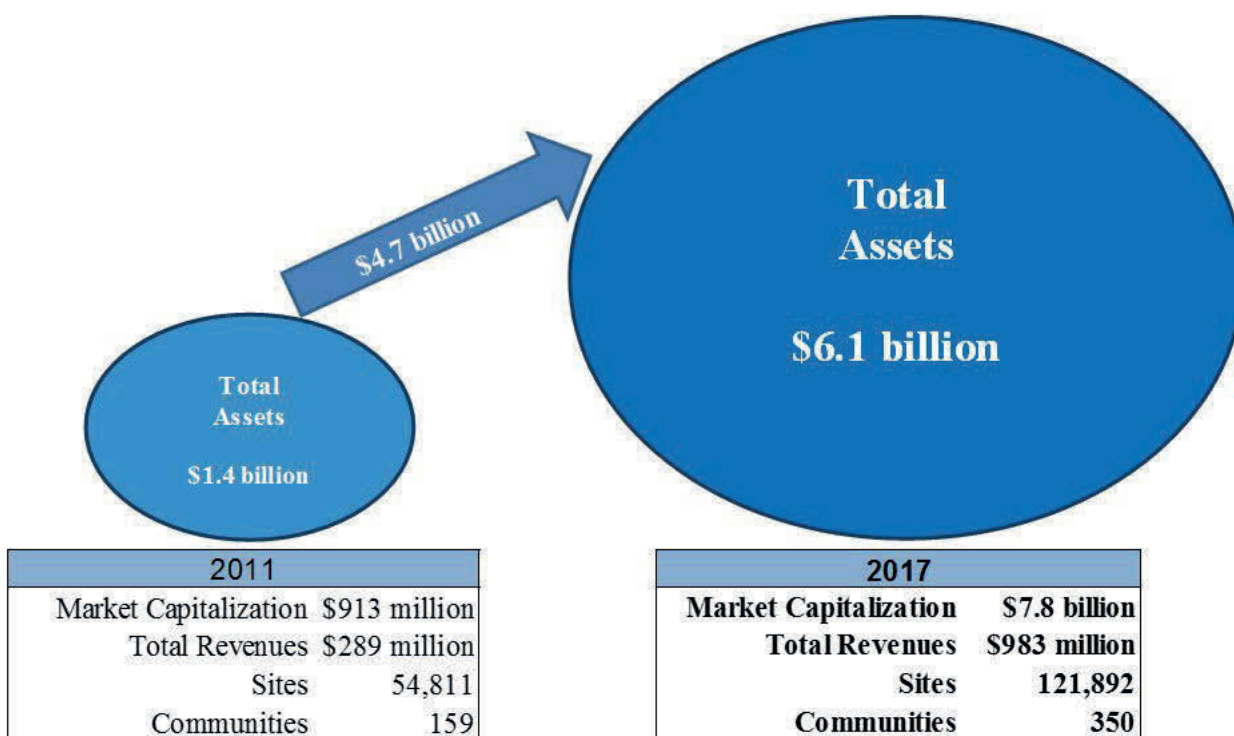 Total
Assets
$6.1 billion
$4.7 billion
Total
Assets
$1.4 billion
2011
Market Capitalization $913 million
Total Revenues $289 million
Sites 54,811
Communities 159
2017
Market Capitalization $7.8 billion
Total Revenues $983 million
Sites 121,892
Communities 350